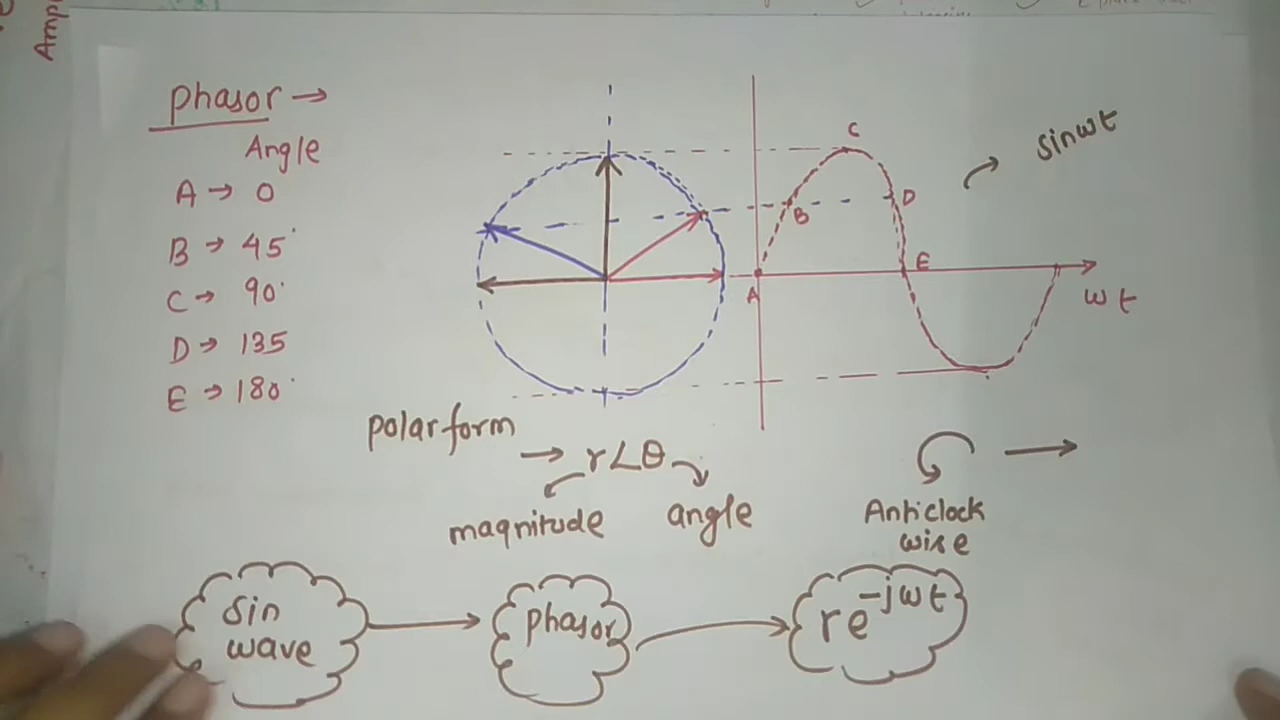 Amp
phasor →
Angle
A → 0
B → 45°
C → 90°
D → 135
E → 180°
C
B
D
A
E
sinωt
ωt
polar form
→ r∠θ
magnitude
angle
Anticlock
wise
sin
wave
phasor
re^-jωt